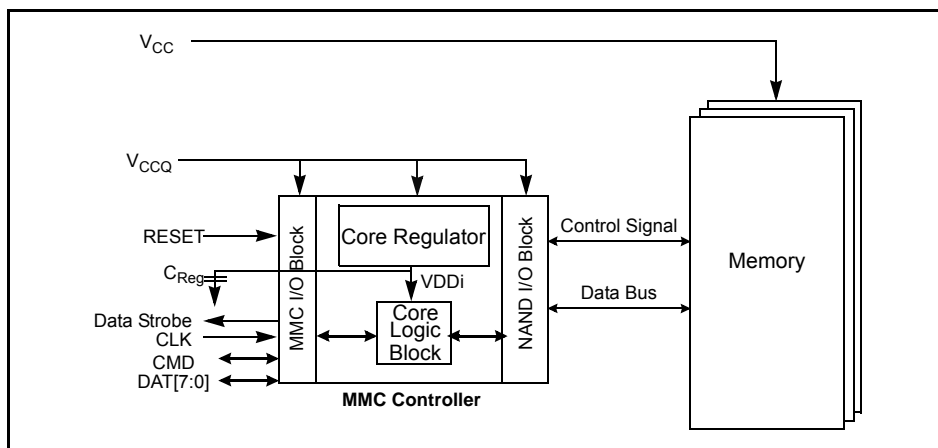 VCC
VCCQ
RESET
CReg
Data Strobe
CLK
CMD
DAT[7:0]
MMC I/O Block
Core Regulator
VDDi
Core
Logic
Block
NAND I/O Block
MMC Controller
Control Signal
Data Bus
Memory